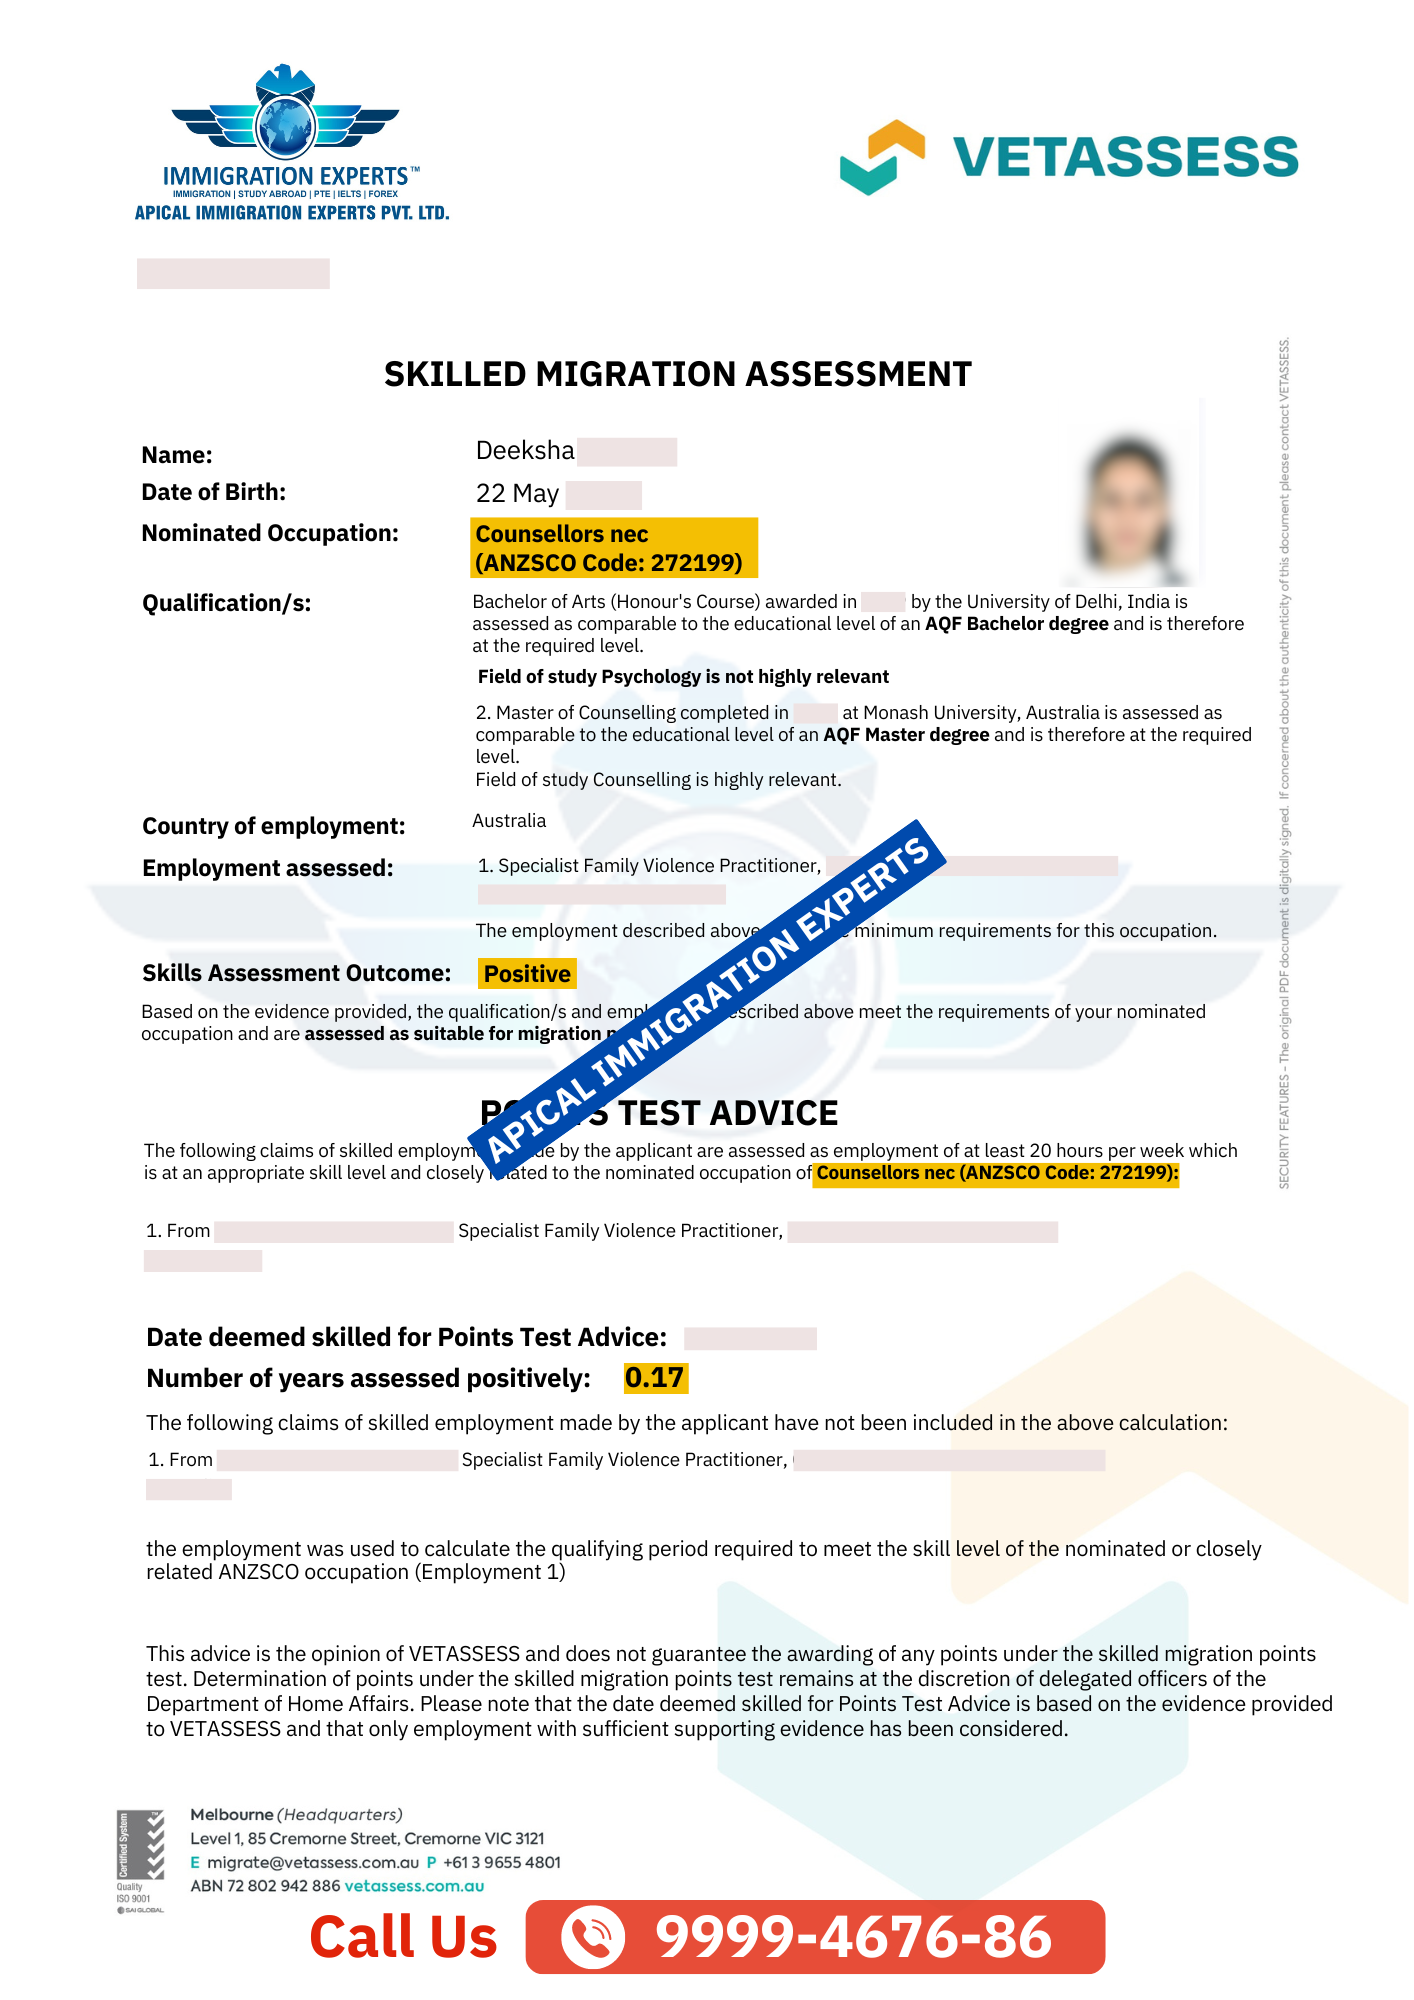 IMMIGRATION EXPERTS™
IMMIGRATION | STUDY ABROAD | PTE | IELTS | FOREX
APICAL IMMIGRATION EXPERTS PVT. LTD.
VETASSESS
SKILLED MIGRATION ASSESSMENT
Name: Deeksha
Date of Birth: 22 May
Nominated Occupation: Counsellors nec
(ANZSCO Code: 272199)
Qualification/s: Bachelor of Arts (Honour's Course) awarded in by the University of Delhi, India is
assessed as comparable to the educational level of an AQF Bachelor degree and is therefore
at the required level.
Field of study Psychology is not highly relevant
2. Master of Counselling completed in at Monash University, Australia is assessed as
comparable to the educational level of an AQF Master degree and is therefore at the required
level.
Field of study Counselling is highly relevant.
Country of employment: Australia
Employment assessed: 1. Specialist Family Violence Practitioner,
The employment described above minimum requirements for this occupation.
Skills Assessment Outcome: Positive
Based on the evidence provided, the qualification/s and described above meet the requirements of your nominated
occupation and are assessed as suitable for migration
APICAL IMMIGRATION EXPERTS
TEST ADVICE
The following claims of skilled by the applicant are assessed as employment of at least 20 hours per week which
is at an appropriate skill level and closely related to the nominated occupation of Counsellors nec (ANZSCO Code: 272199):
1. From Specialist Family Violence Practitioner,
Date deemed skilled for Points Test Advice:
Number of years assessed positively: 0.17
The following claims of skilled employment made by the applicant have not been included in the above calculation:
1. From Specialist Family Violence Practitioner,
the employment was used to calculate the qualifying period required to meet the skill level of the nominated or closely
related ANZSCO occupation (Employment 1)
This advice is the opinion of VETASSESS and does not guarantee the awarding of any points under the skilled migration points
test. Determination of points under the skilled migration points test remains at the discretion of delegated officers of the
Department of Home Affairs. Please note that the date deemed skilled for Points Test Advice is based on the evidence provided
to VETASSESS and that only employment with sufficient supporting evidence has been considered.
SECURITY FEATURES - The original PDF document is digitally signed. If concerned about the authenticity of this document please contact VETASSESS.
Certified System
Quality
ISO 9001
SAI GLOBAL
Melbourne (Headquarters)
Level 1, 85 Cremorne Street, Cremorne VIC 3121
E migrate@vetassess.com.au P +61 3 9655 4801
ABN 72 802 942 886 vetassess.com.au
Call Us 9999-4676-86